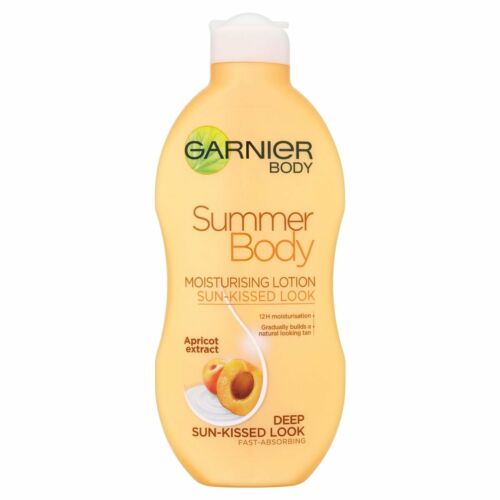 GARNIER
BODY
Summer
Body
MOISTURISING LOTION
SUN-KISSED LOOK
12H moisturisation
Gradually builds a
natural looking tan
Apricot
extract
DEEP
SUN-KISSED LOOK
FAST-ABSORBING